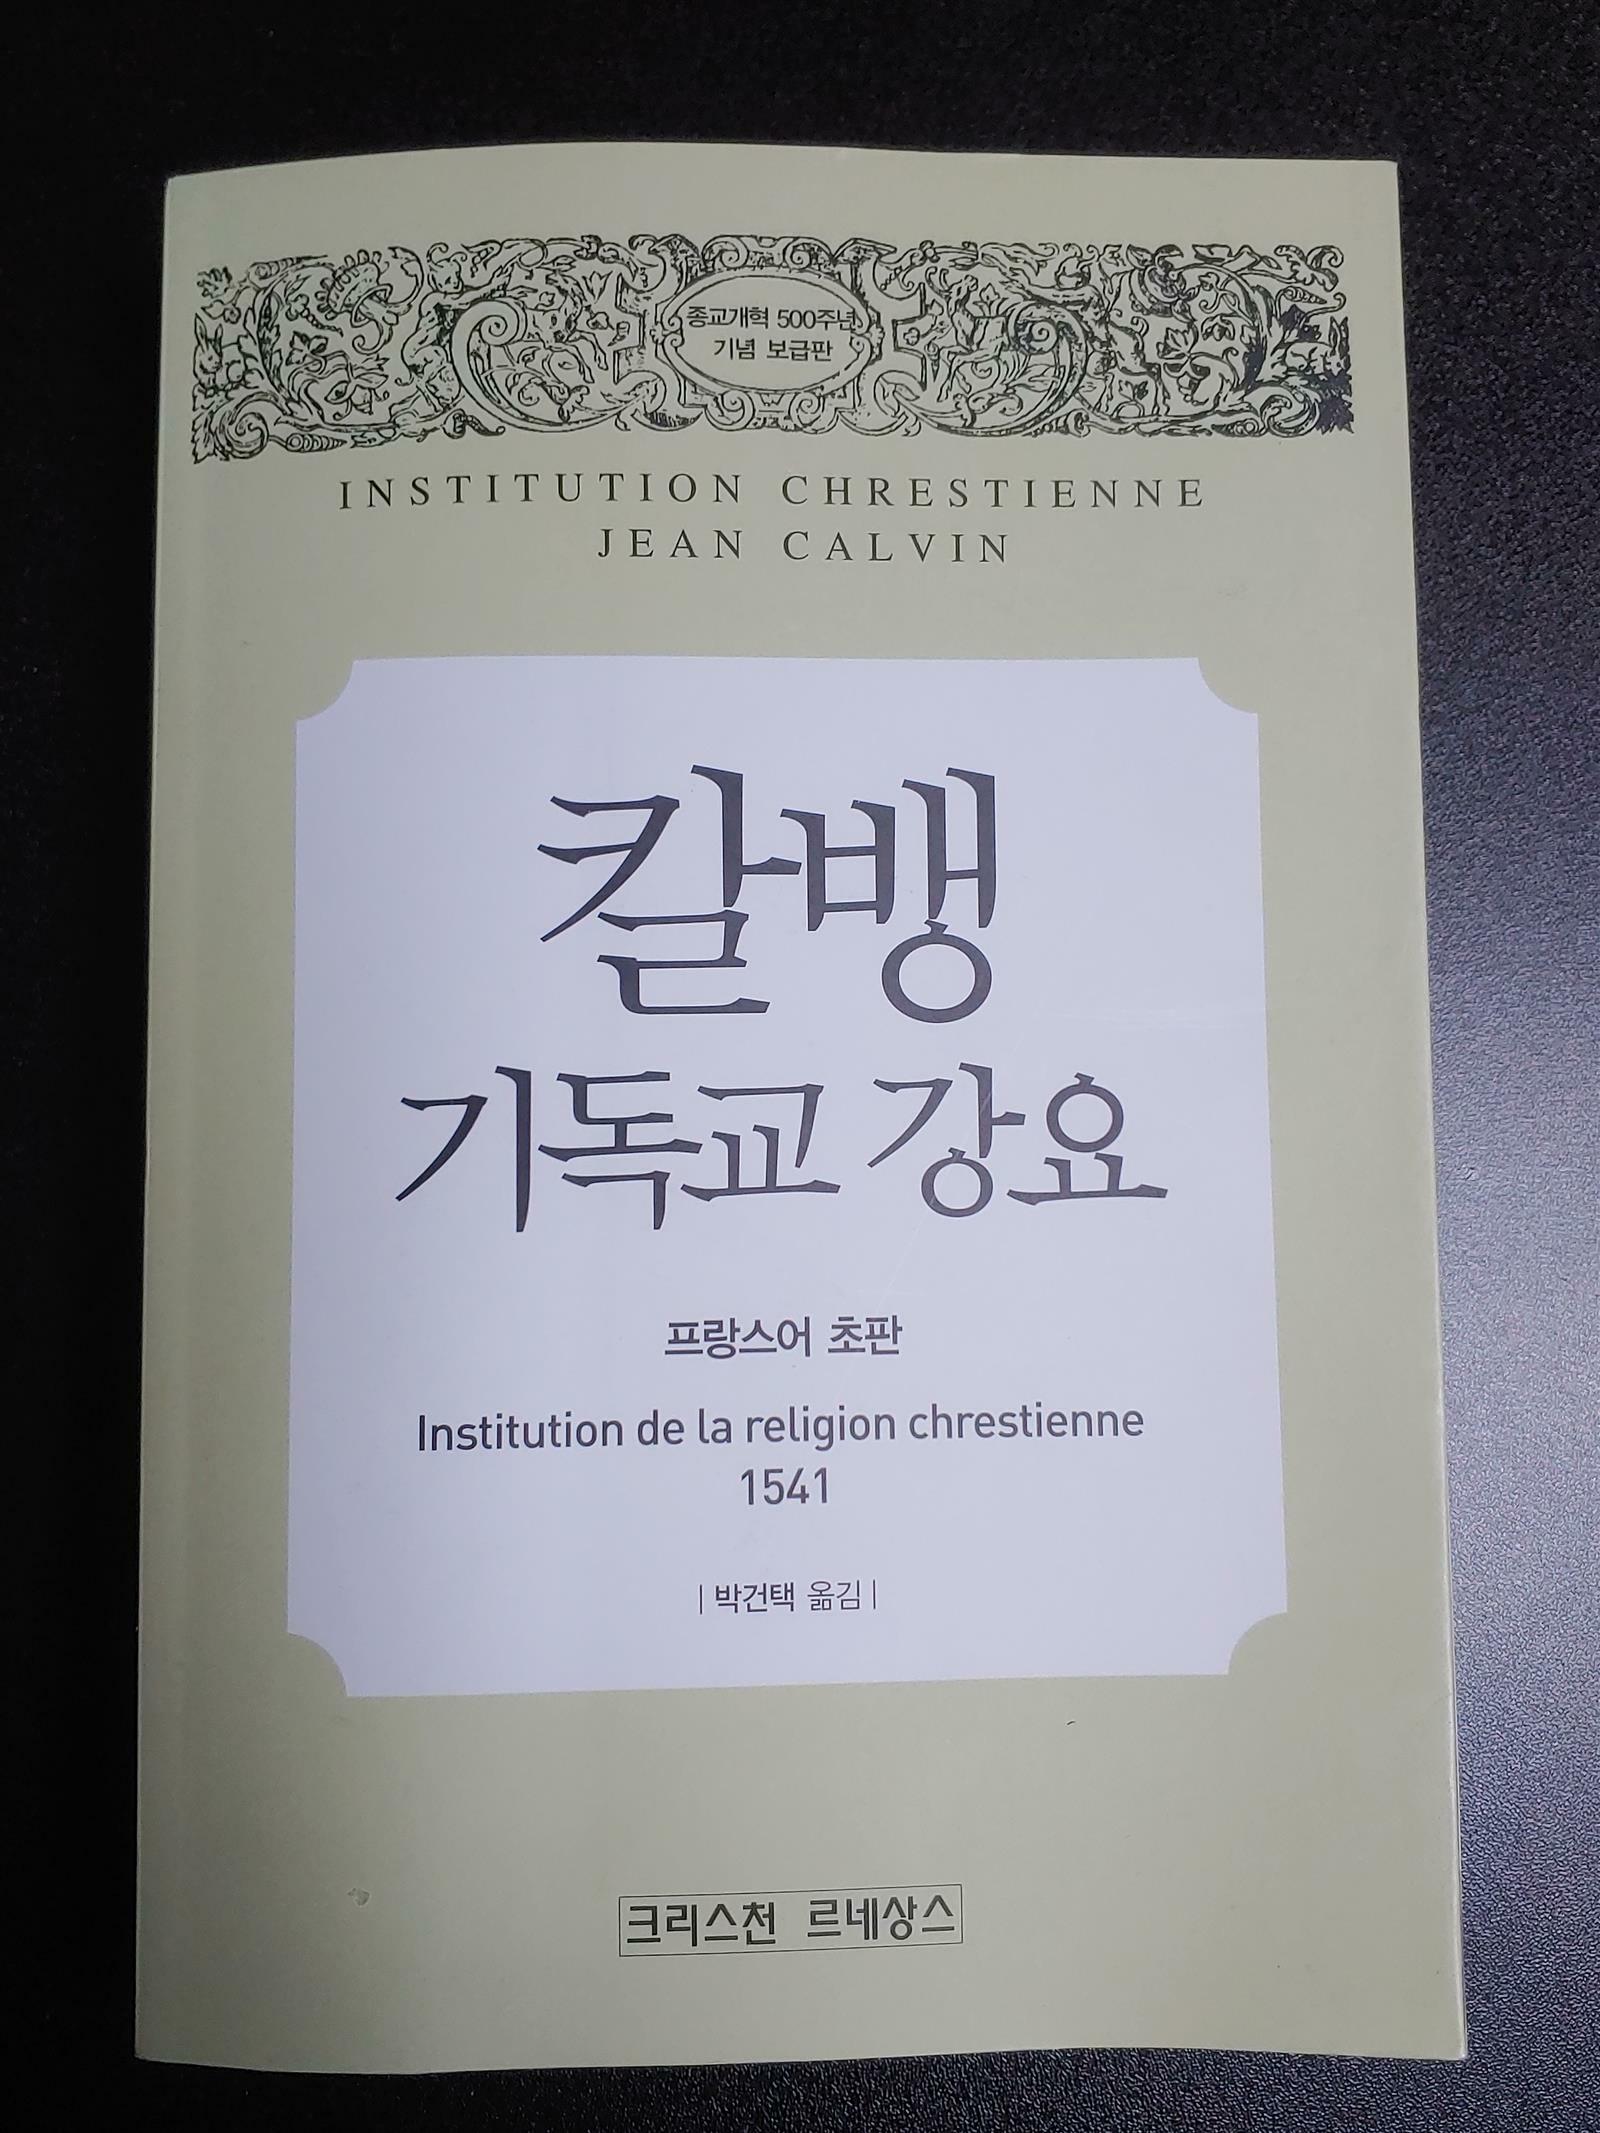 종교개혁 500주년
기념 보급판
INSTITUTION CHRESTIENNE
JEAN CALVIN
칼뱅
기독교 강요
프랑스어 초판
Institution de la religion chrestienne
1541
| 박건택 옮김 |
크리스천 르네상스